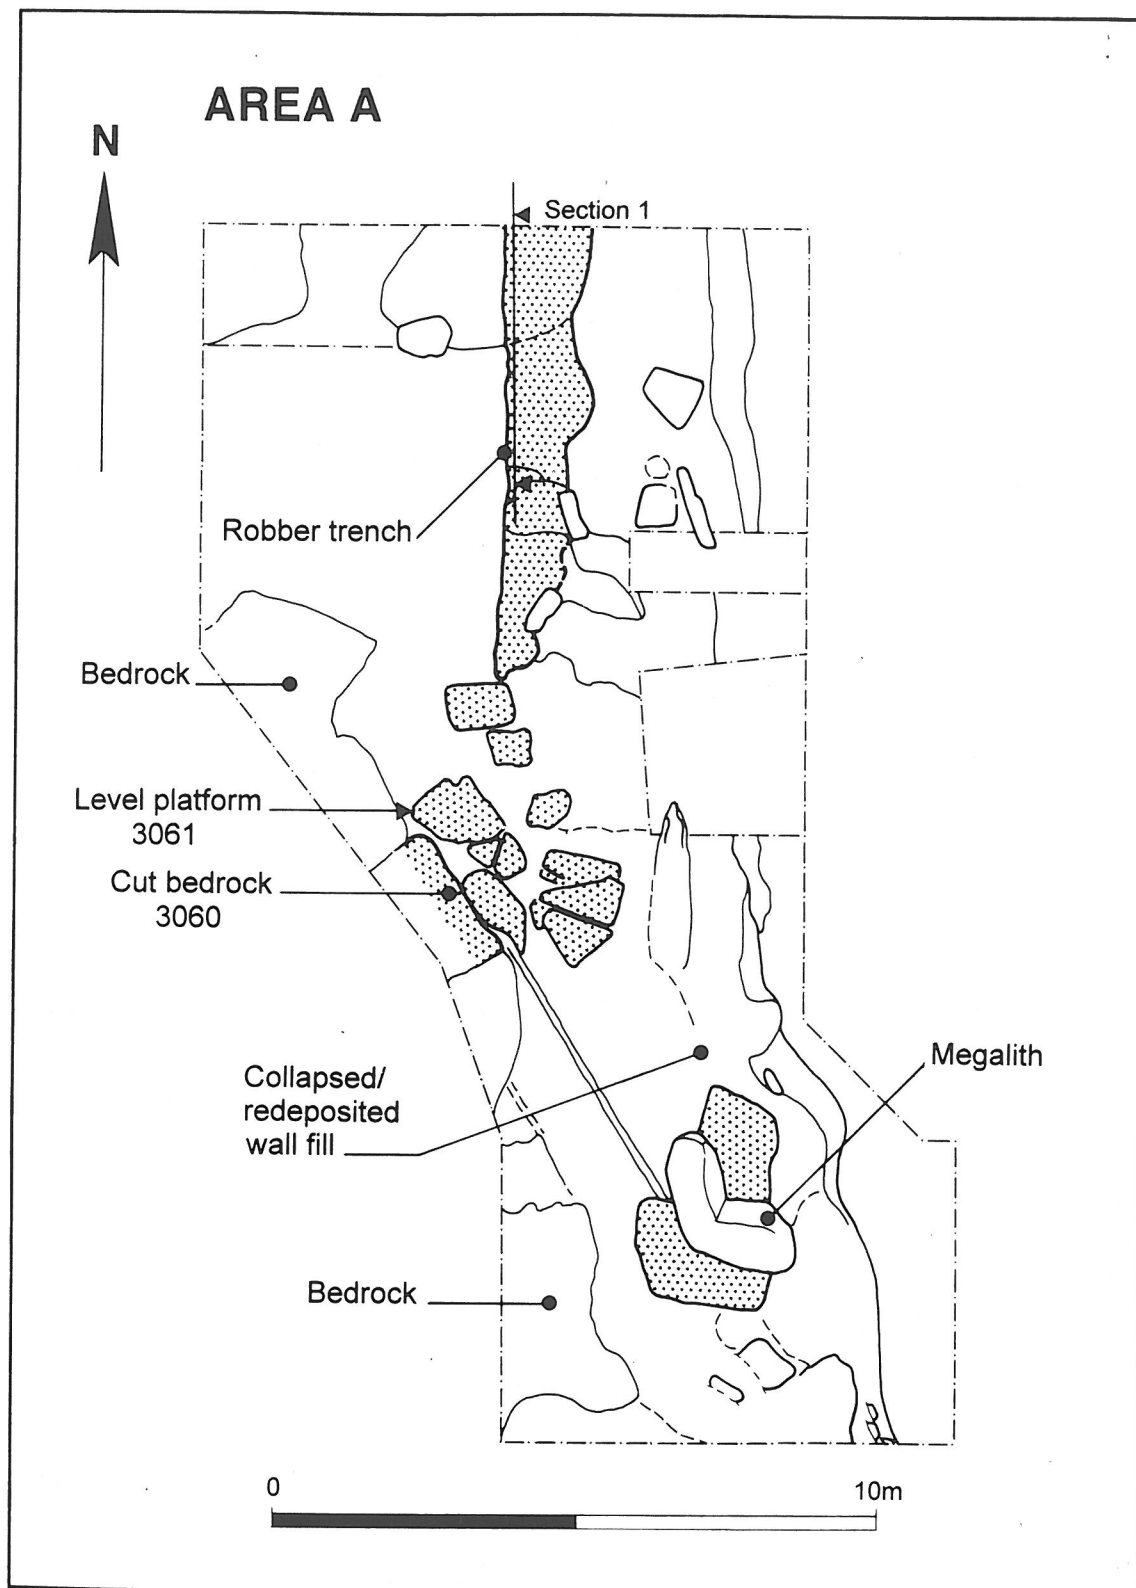 AREA A
N
Section 1
Robber trench
Bedrock
Level platform
3061
Cut bedrock
3060
Megalith
Collapsed/
redeposited
wall fill
Bedrock
0
10m